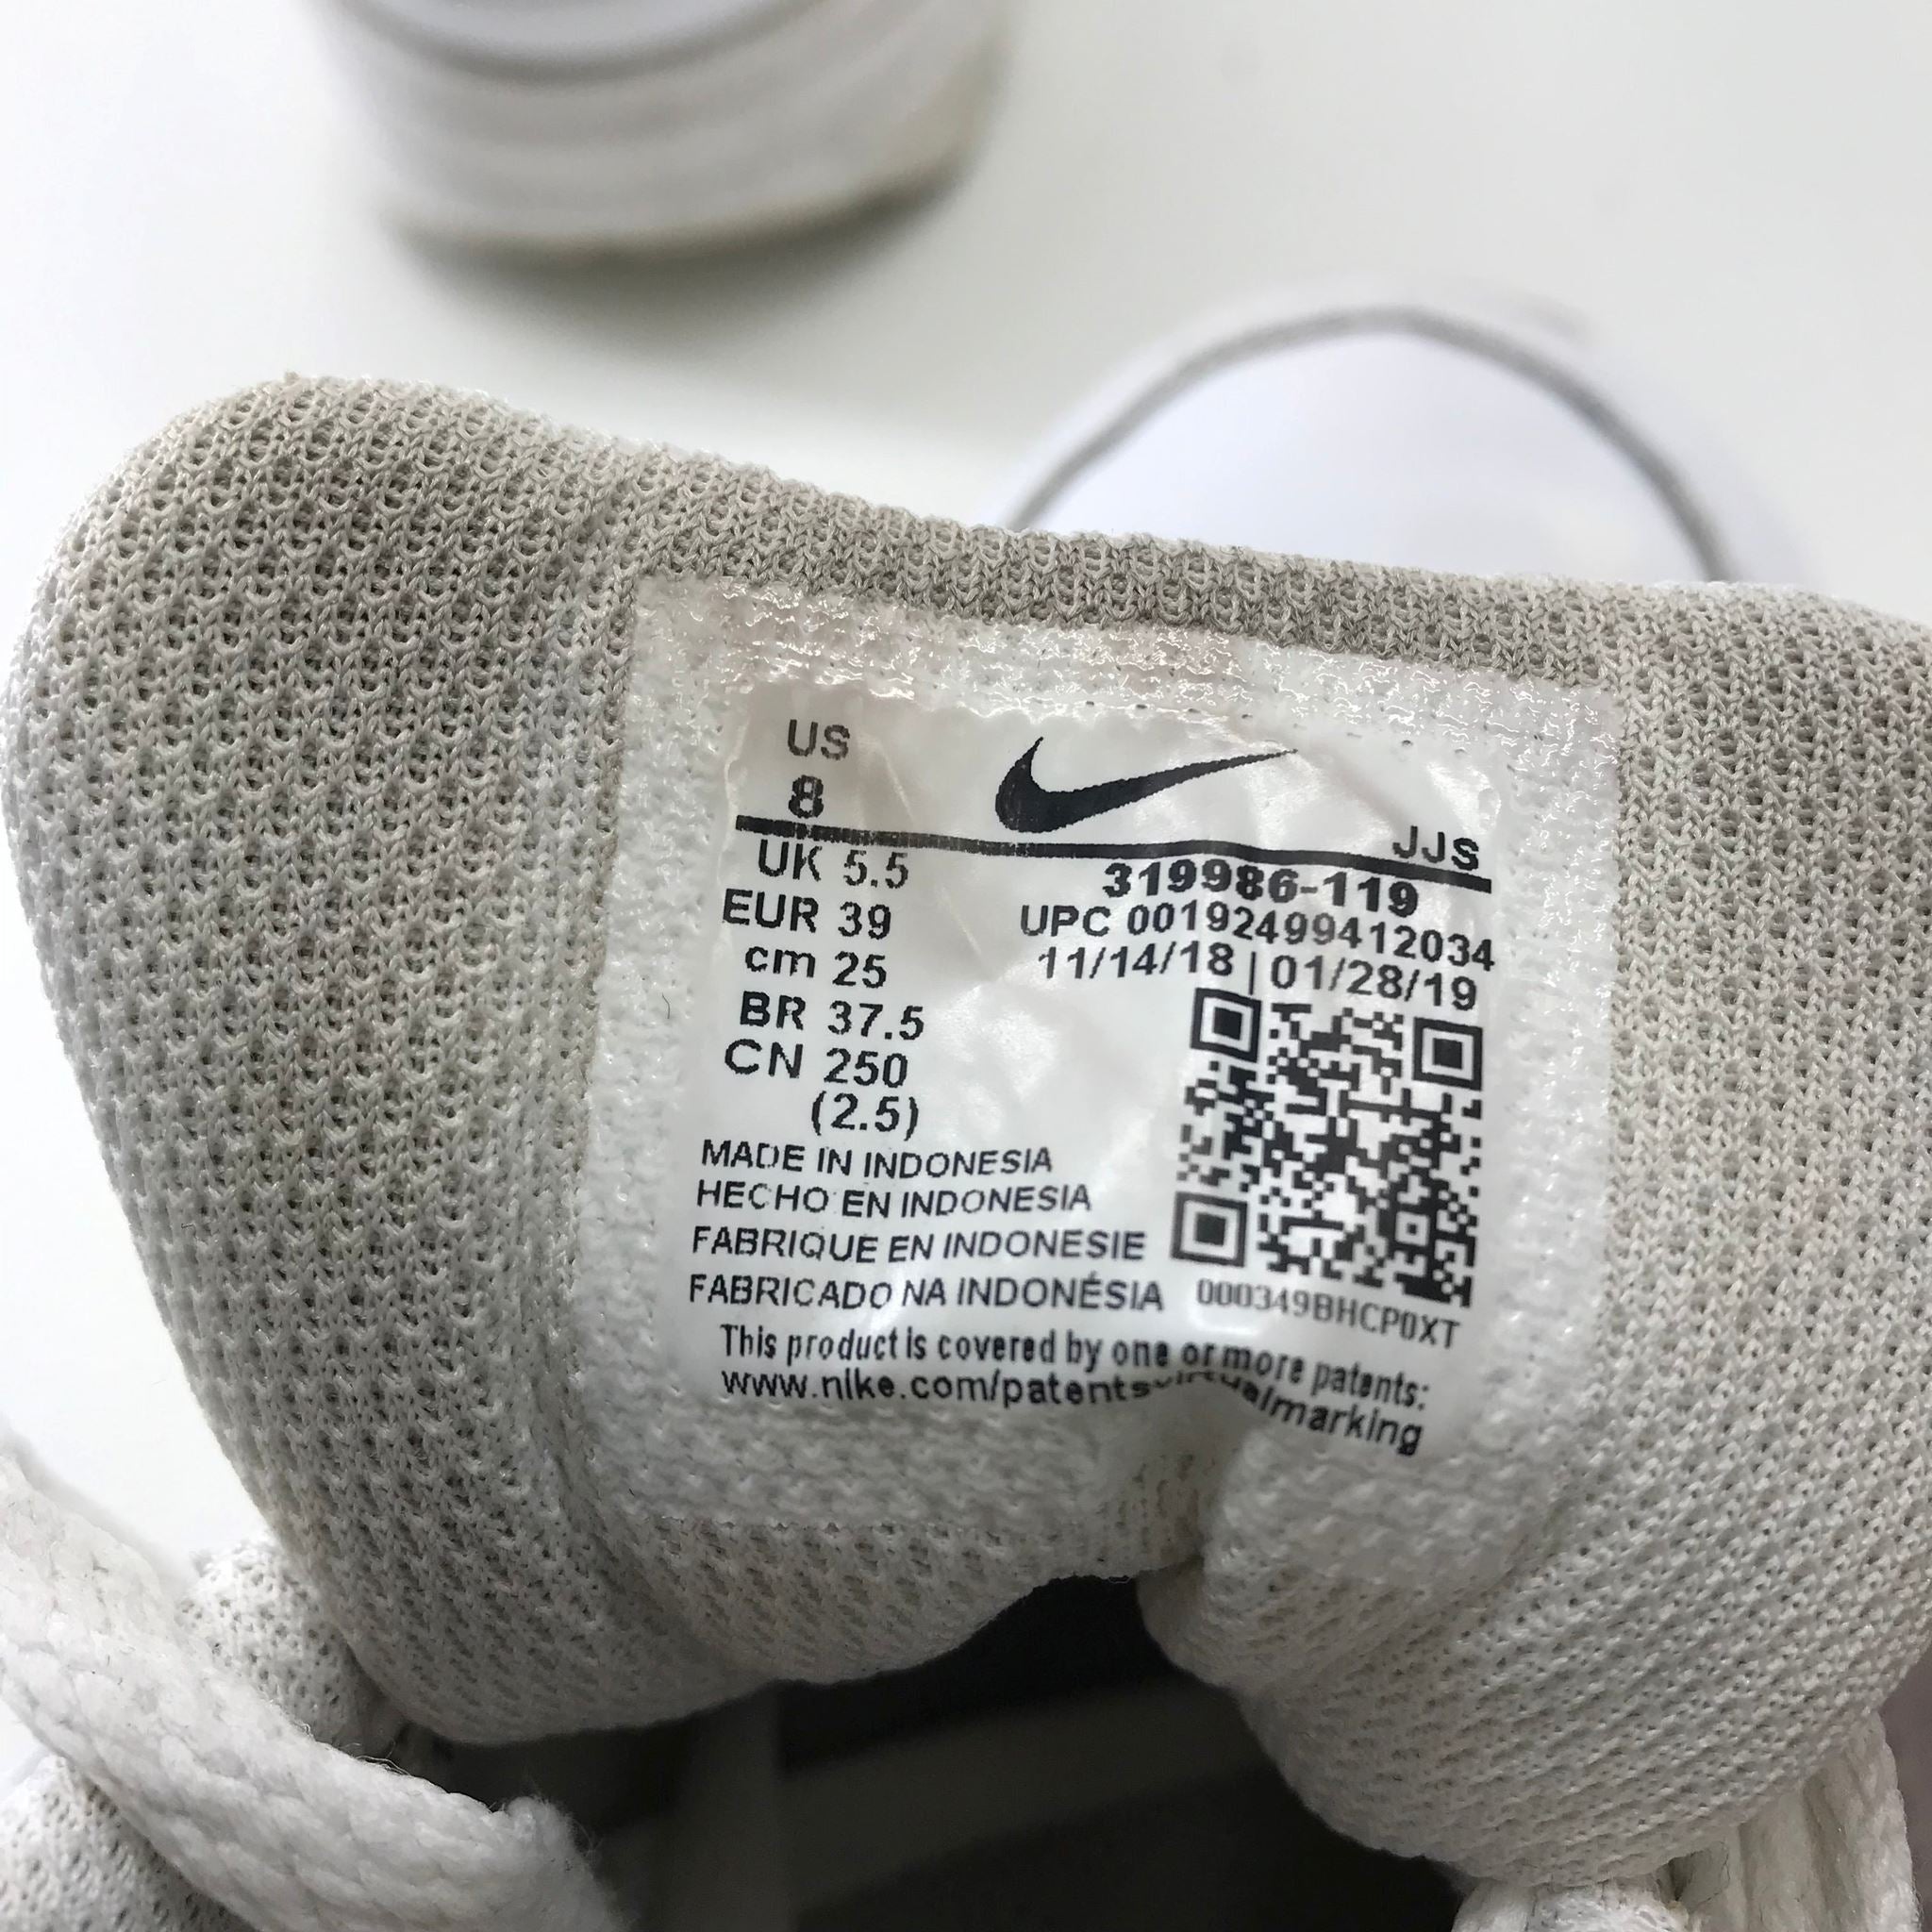 US
8
JJS
UK 5.5
EUR 39
cm 25
BR 37.5
CN 250
(2.5)
319986-119
UPC 00192499412034
11/14/18 | 01/28/19
MADE IN INDONESIA
HECHO EN INDONESIA
FABRIQUE EN INDONESIE
FABRICADO NA INDONÉSIA
000349BHCP0XT
This product is covered by one or more patents:
www.nike.com/patentsvirtualmarking